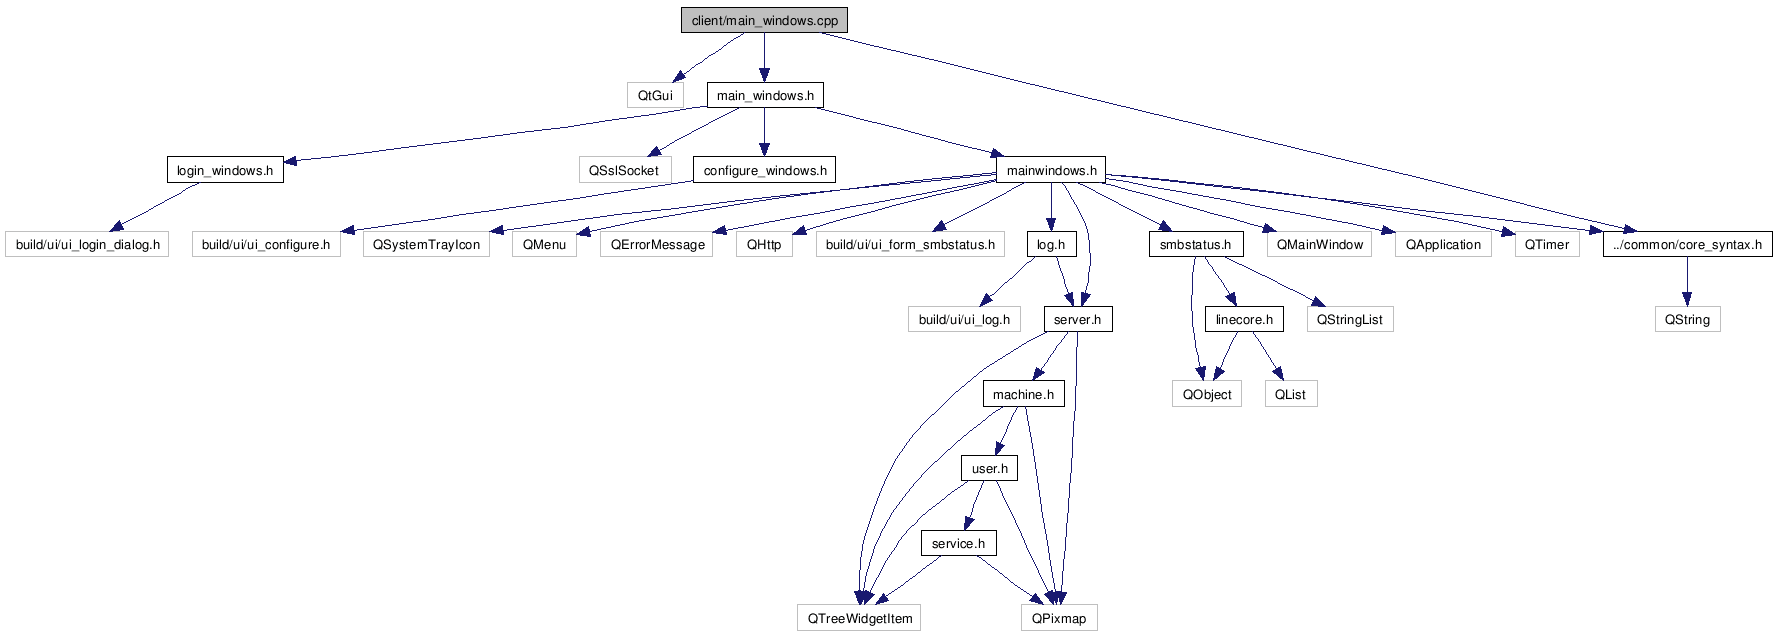 client/main_windows.cpp
QtGui
main_windows.h
login_windows.h
QSslSocket
configure_windows.h
mainwindows.h
build/ui/ui_login_dialog.h
build/ui/ui_configure.h
QSystemTrayIcon
QMenu
QErrorMessage
QHttp
build/ui/ui_form_smbstatus.h
log.h
smbstatus.h
QMainWindow
QApplication
QTimer
../common/core_syntax.h
build/ui/ui_log.h
server.h
linecore.h
QStringList
QString
machine.h
QObject
QList
user.h
service.h
QTreeWidgetItem
QPixmap